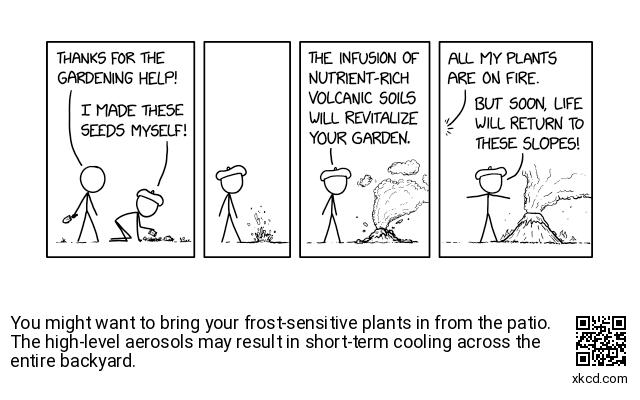 THANKS FOR THE
GARDENING HELP!
I MADE THESE
SEEDS MYSELF!
THE INFUSION OF
NUTRIENT-RICH
VOLCANIC SOILS
WILL REVITALIZE
YOUR GARDEN.
ALL MY PLANTS
ARE ON FIRE.
BUT SOON, LIFE
WILL RETURN TO
THESE SLOPES!
You might want to bring your frost-sensitive plants in from the patio.
The high-level aerosols may result in short-term cooling across the
entire backyard.
xkcd.com